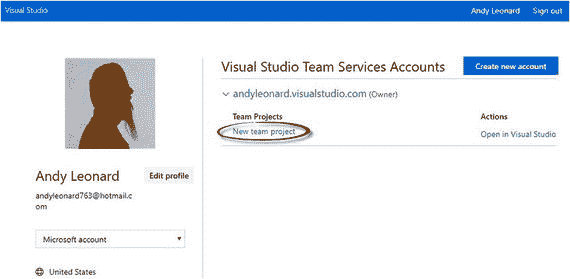 Visual Studio
Andy Leonard Sign out
Visual Studio Team Services Accounts
Create new account
andyleonard.visualstudio.com (Owner)
Team Projects
Actions
New team project
Open in Visual Studio
Andy Leonard
Edit profile
andyleonard763@hotmail.c
om
Microsoft account
United States